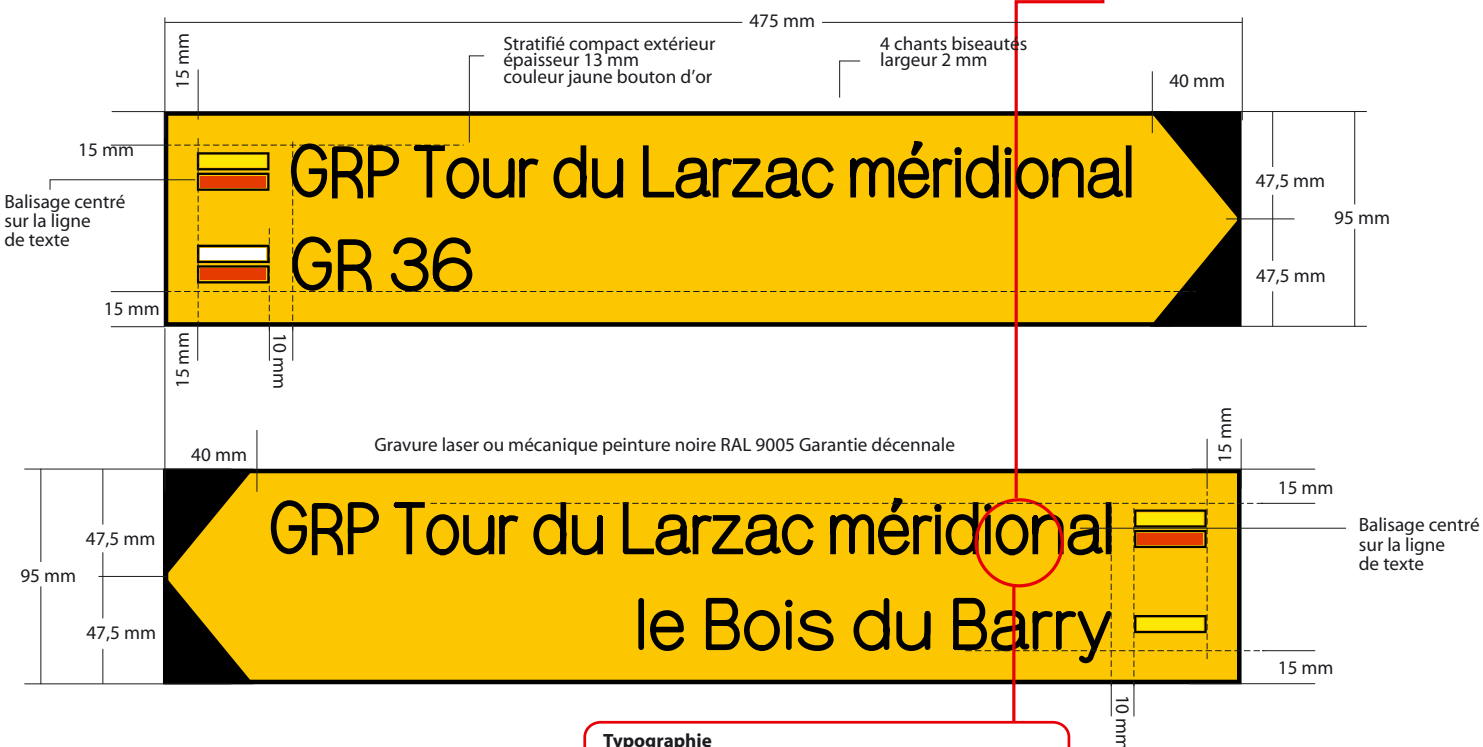 475 mm
15 mm
Stratifié compact extérieur
épaisseur 13 mm
couleur jaune bouton d'or
4 chants biseautés
largeur 2 mm
40 mm
15 mm
GRP Tour du Larzac méridional
47,5 mm
Balisage centré
sur la ligne
de texte
95 mm
GR 36
47,5 mm
15 mm
15 mm
10 mm
15 mm
40 mm
Gravure laser ou mécanique peinture noire RAL 9005 Garantie décennale
15 mm
GRP Tour du Larzac méridional
47,5 mm
Balisage centré
sur la ligne
de texte
95 mm
le Bois du Barry
47,5 mm
15 mm
10 mm
Typographie